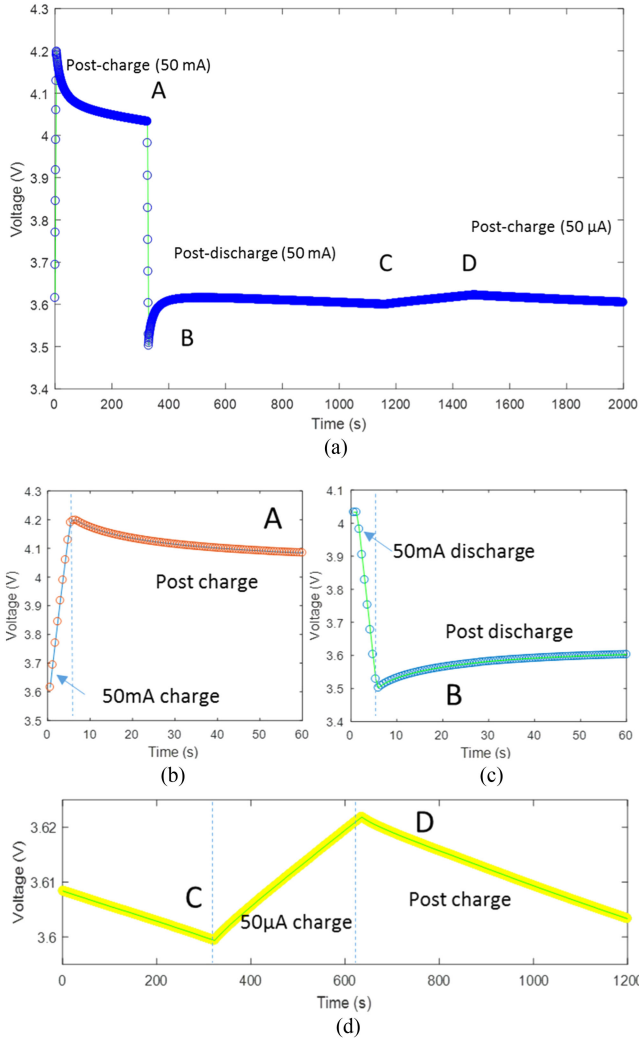 4.3
4.2
4.1
4
3.9
3.8
3.7
3.6
3.5
3.4
Voltage (V)
Post-charge (50 mA)
A
Post-discharge (50 mA)
B
C
D
Post-charge (50 µA)
0 200 400 600 800 1000 1200 1400 1600 1800 2000
Time (s)
(a)
4.3
4.2
4.1
4
3.9
3.8
3.7
3.6
3.5
Voltage (V)
A
Post charge
50mA charge
0 10 20 30 40 50 60
Time (s)
(b)
4.1
4
3.9
3.8
3.7
3.6
3.5
3.4
Voltage (V)
50mA discharge
Post discharge
B
0 10 20 30 40 50 60
Time (s)
(c)
3.62
3.61
3.6
Voltage (V)
C
50µA charge
D
Post charge
0 200 400 600 800 1000 1200
Time (s)
(d)